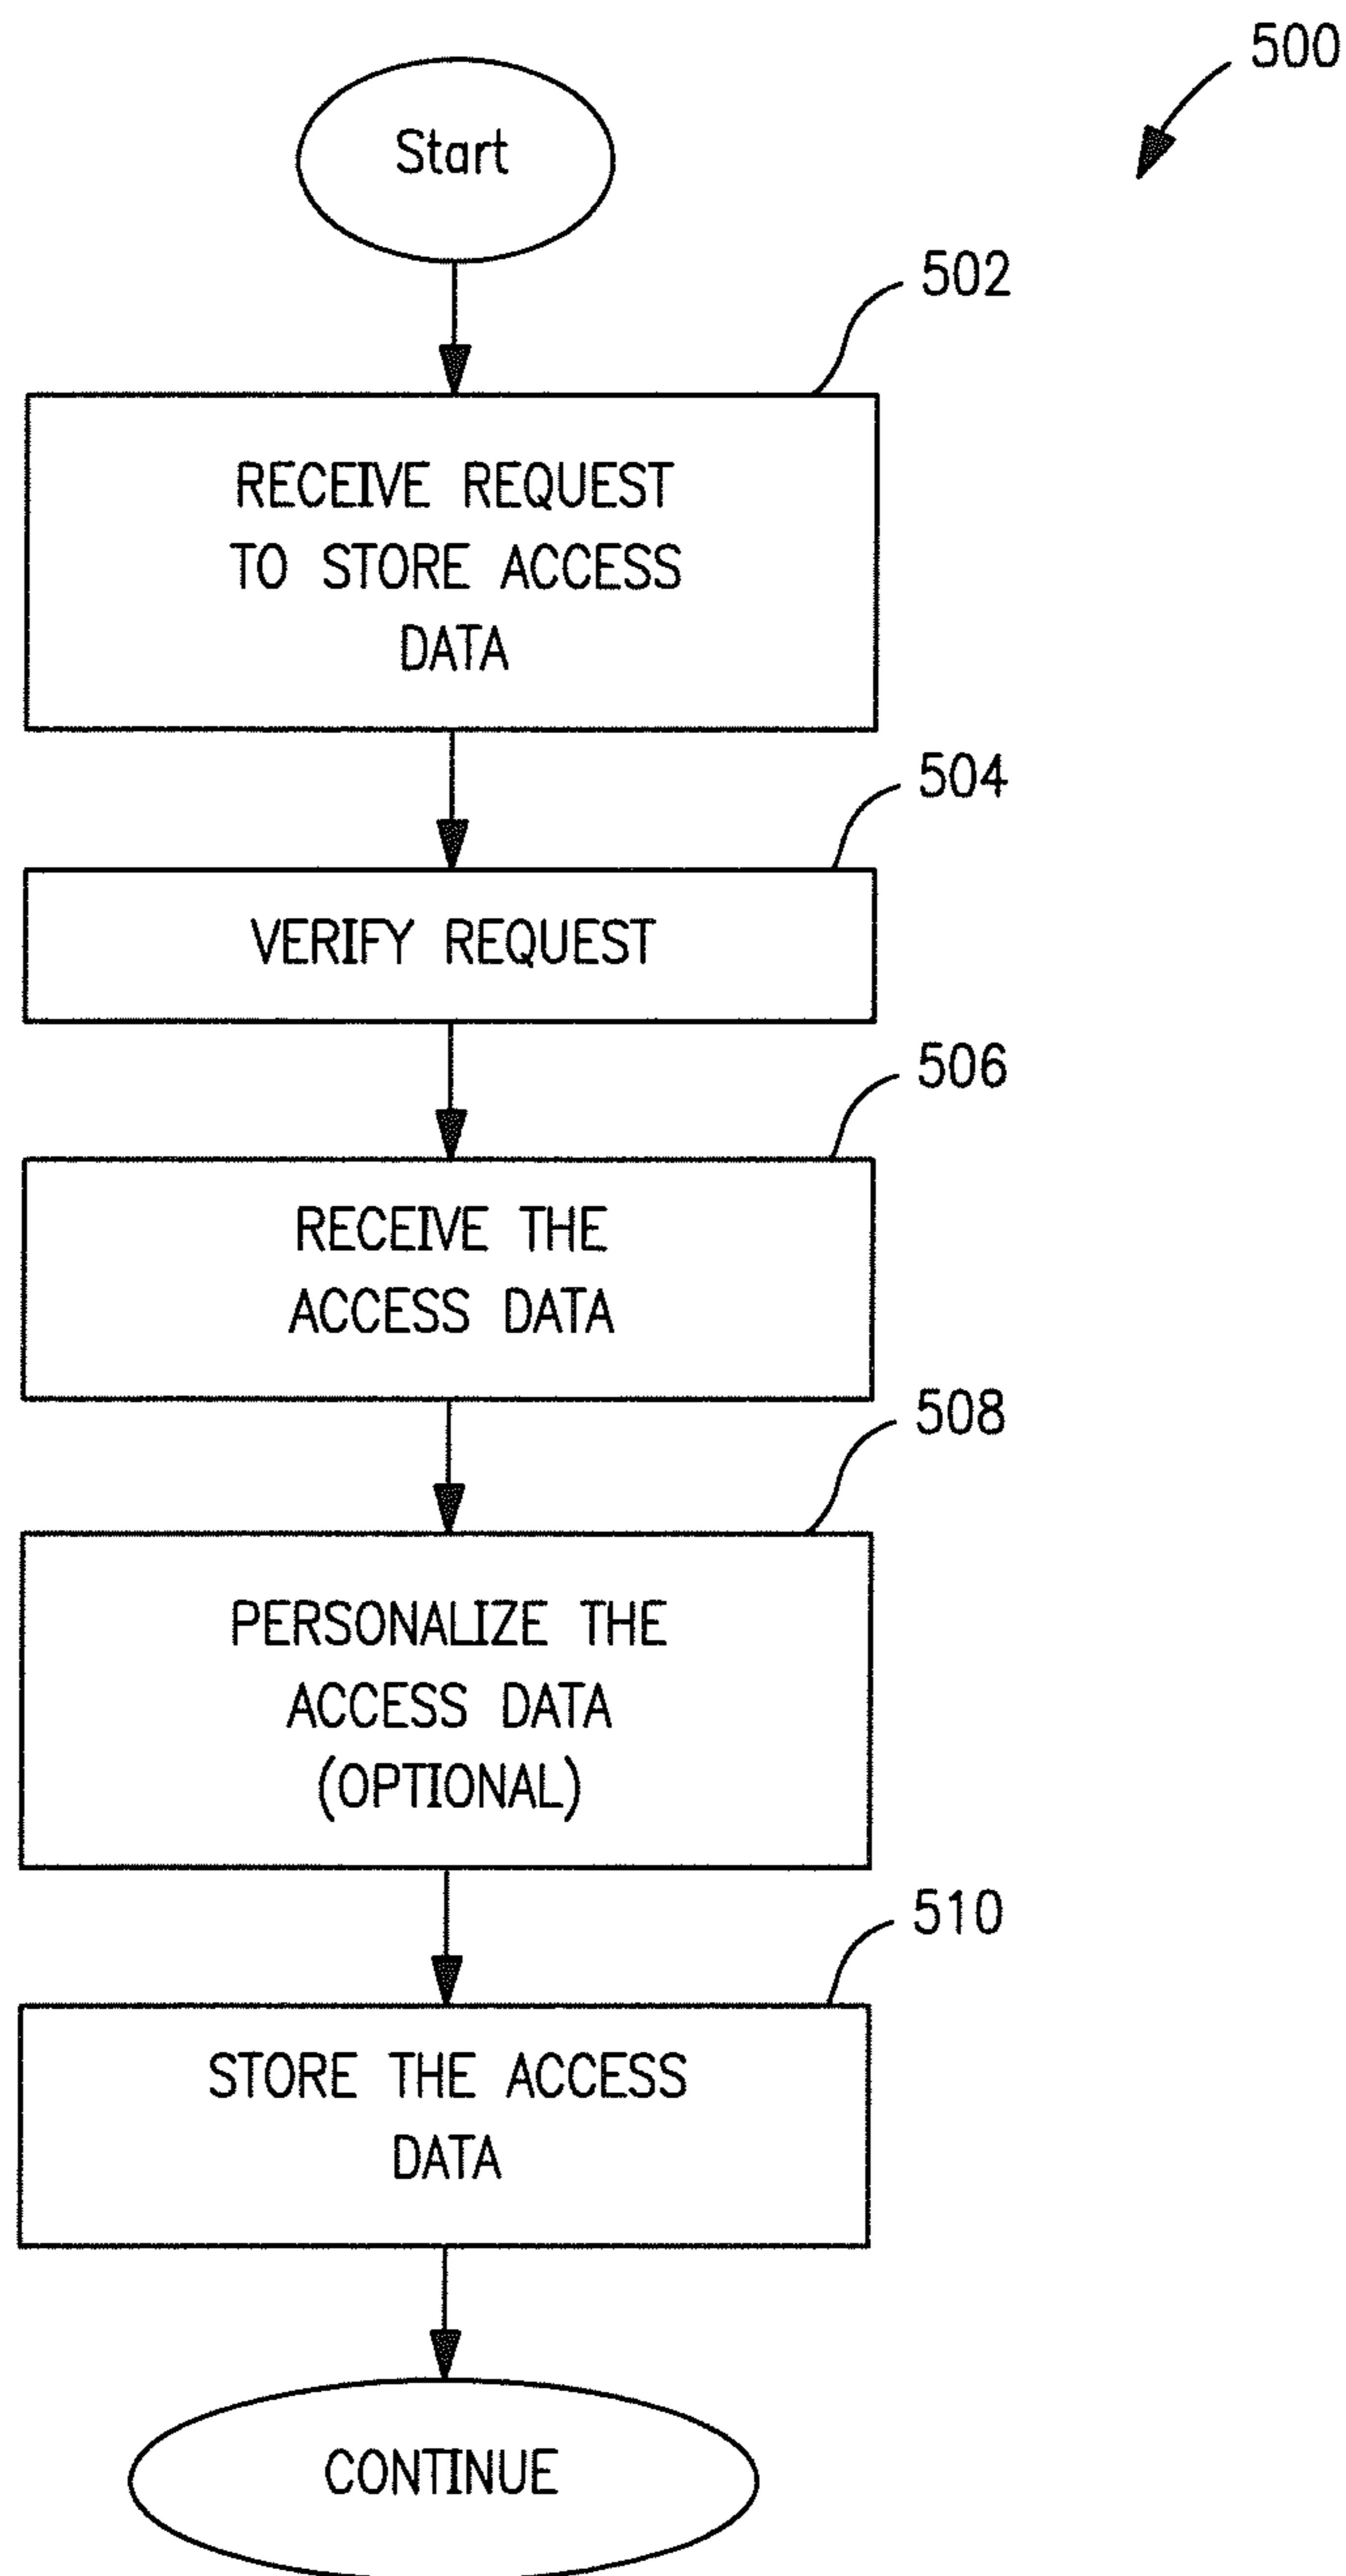 500
Start
502
RECEIVE REQUEST
TO STORE ACCESS
DATA
504
VERIFY REQUEST
506
RECEIVE THE
ACCESS DATA
508
PERSONALIZE THE
ACCESS DATA
(OPTIONAL)
510
STORE THE ACCESS
DATA
CONTINUE